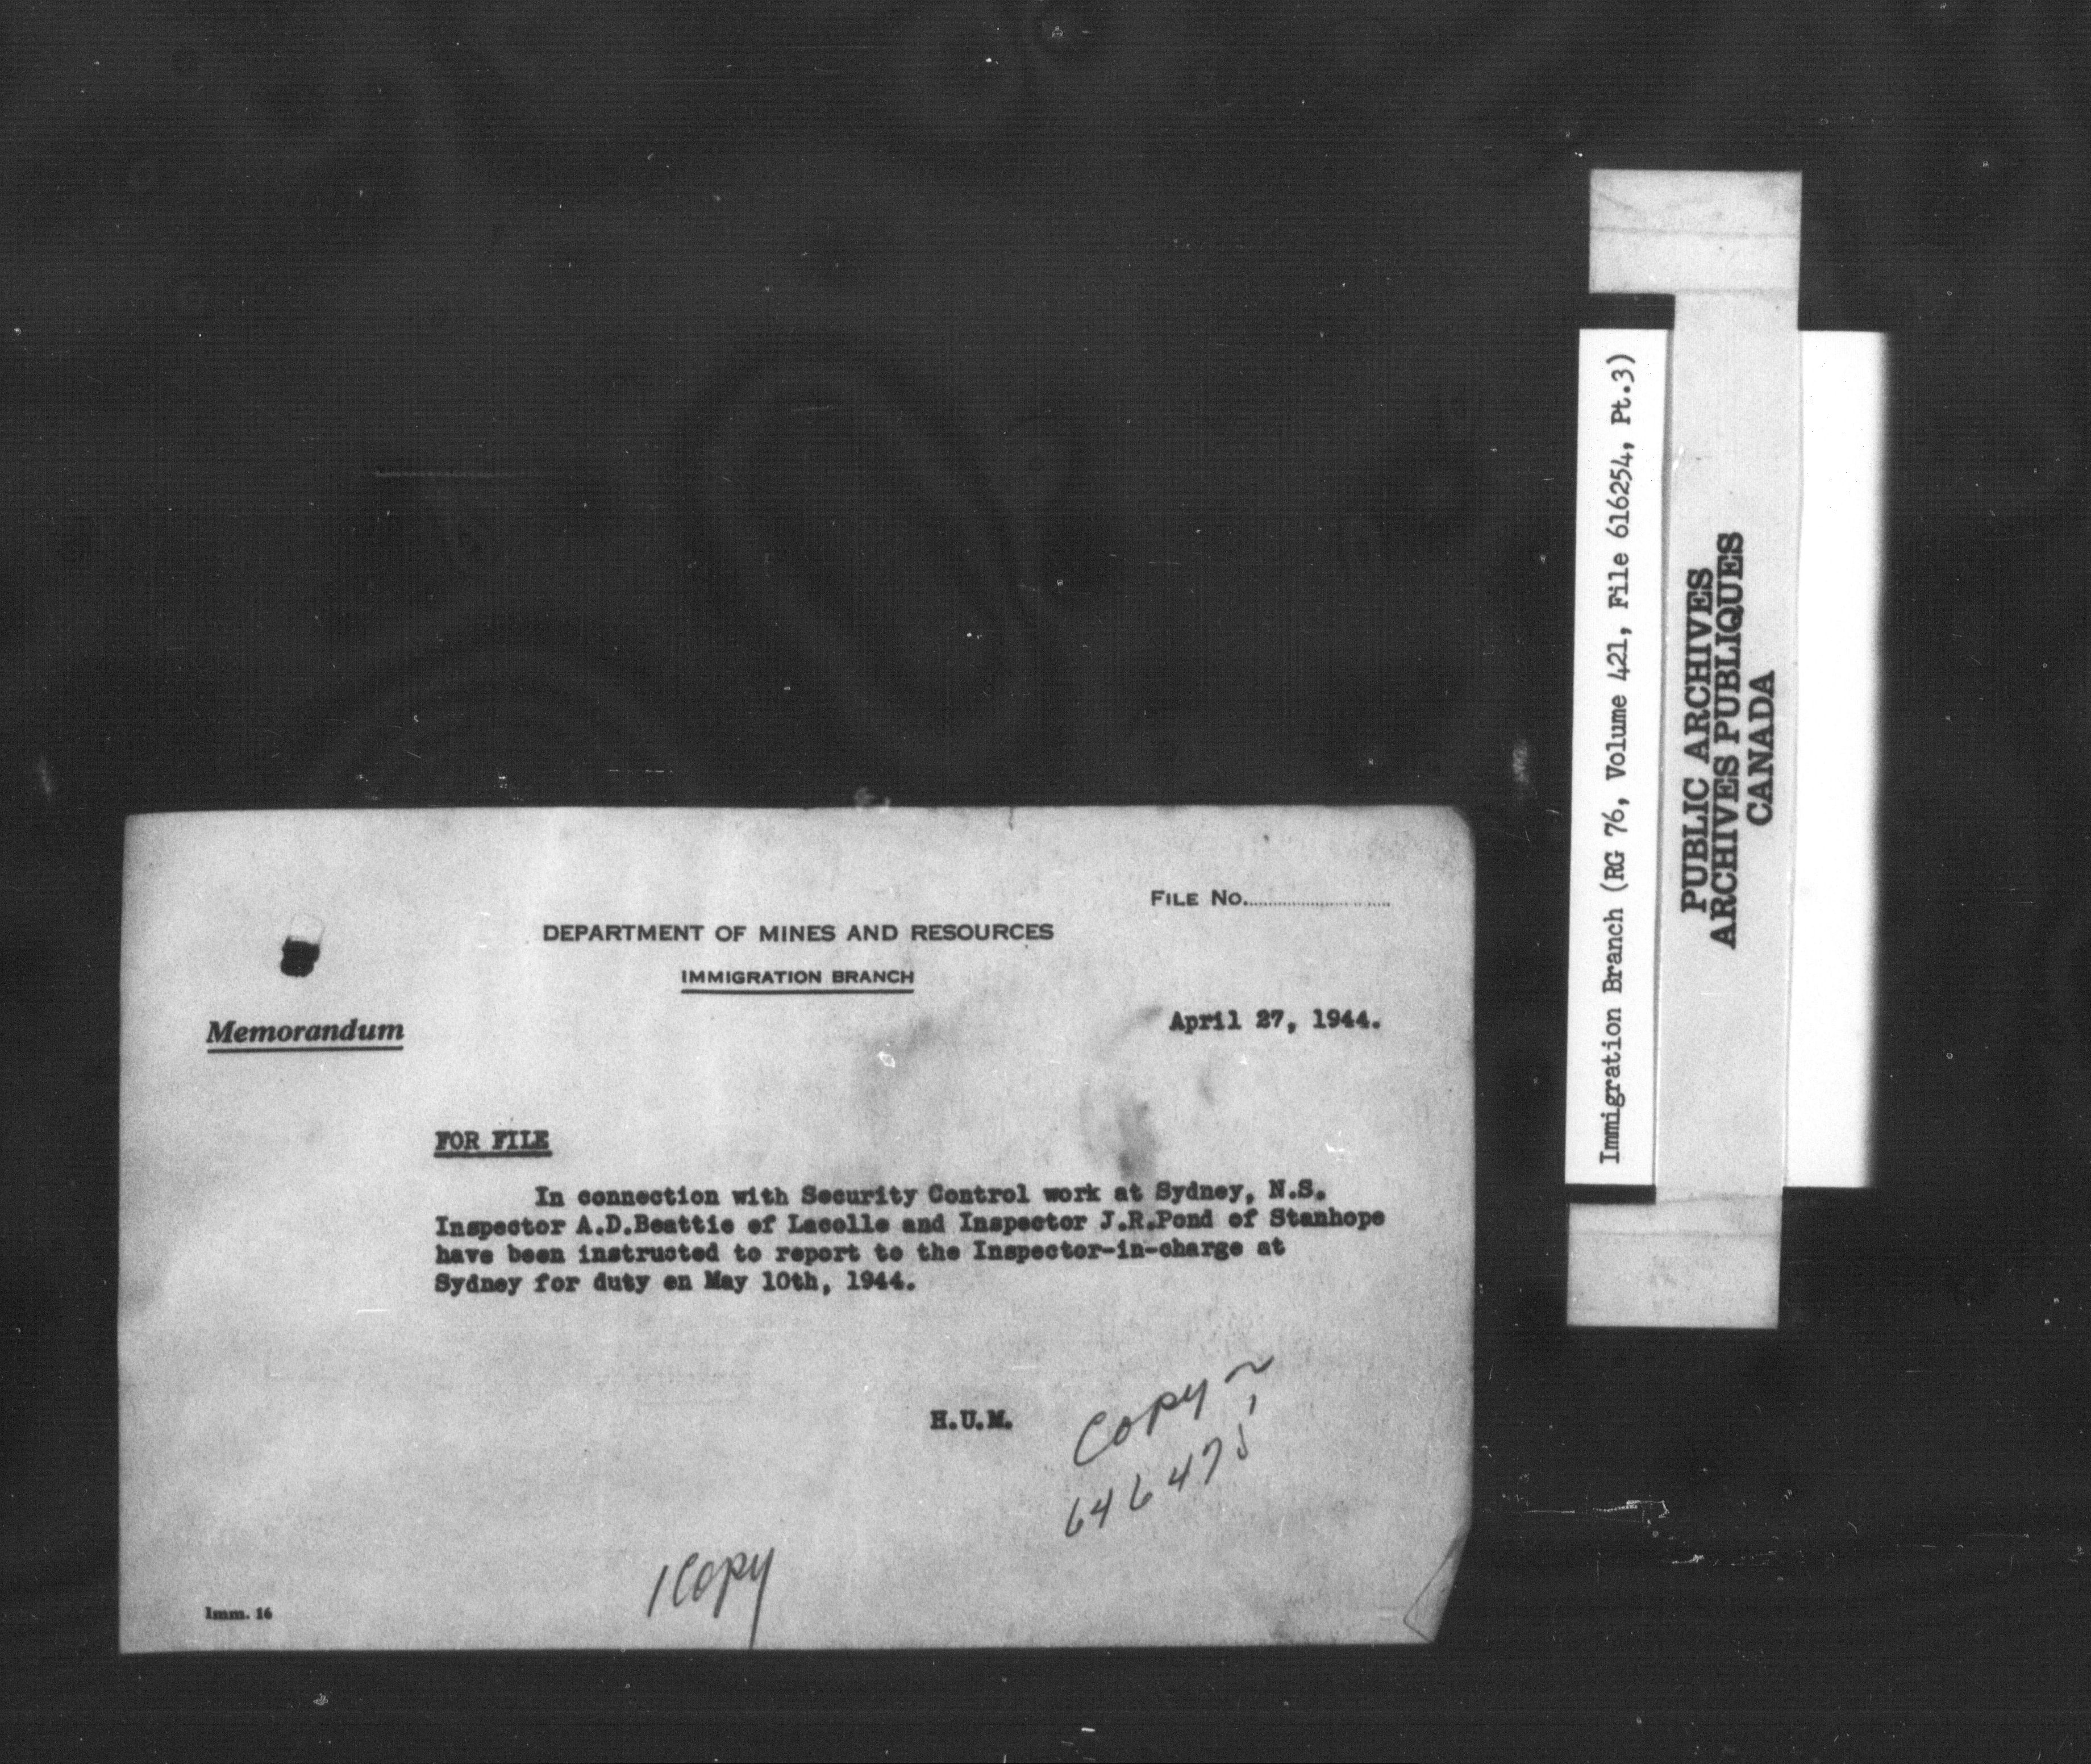 FILE No.
DEPARTMENT OF MINES AND RESOURCES
IMMIGRATION BRANCH
April 27, 1944.
Memorandum
FOR FILE
In connection with Security Control work at Sydney, N.S.
Inspector A.D.Beattie of Lacolle and Inspector J.R.Pond of Stanhope
have been instructed to report to the Inspector-in-charge at
Sydney for duty on May 10th, 1944.
H.U.M.
Copy
64647
1 Copy
Imm. 16
Immigration Branch (RG 76, Volume 421, File 616254, Pt.3)
PUBLIC ARCHIVES
ARCHIVES PUBLIQUES
CANADA